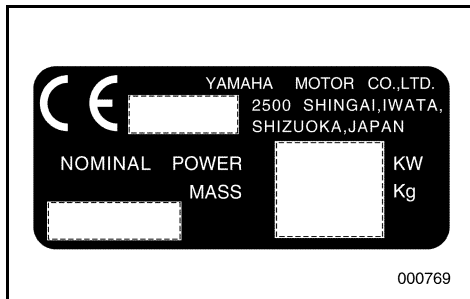 CE YAMAHA MOTOR CO.,LTD.
2500 SHINGAI,IWATA,
SHIZUOKA,JAPAN
NOMINAL POWER KW
MASS Kg
000769